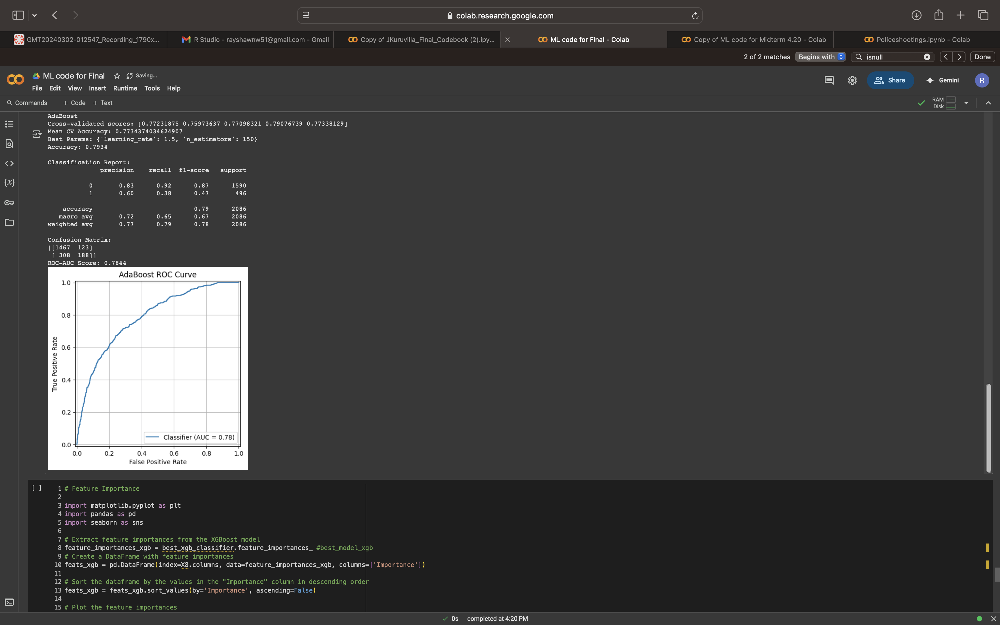 colab.research.google.com
GMT20240302-012547_Recording_1790x...
R Studio - rayshawnw51@gmail.com - Gmail
Copy of JKuruvilla_Final_Codebook (2).ipy...
ML code for Final - Colab
Copy of ML code for Midterm 4.20 - Colab
Policeshootings.ipynb - Colab
2 of 2 matches Begins with isnull Done
ML code for Final Saving...
File Edit View Insert Runtime Tools Help
Share Gemini R
Commands + Code + Text
RAM
Disk
AdaBoost
Cross-validated scores: [0.77231875 0.75973637 0.77098321 0.79076739 0.77338129]
Mean CV Accuracy: 0.7734374034624907
Best Params: {'learning_rate': 1.5, 'n_estimators': 150}
Accuracy: 0.7934
Classification Report:
precision recall f1-score support
0 0.83 0.92 0.87 1590
1 0.60 0.38 0.47 496
accuracy 0.79 2086
macro avg 0.72 0.65 0.67 2086
weighted avg 0.77 0.79 0.78 2086
Confusion Matrix:
[[1467 123]
[ 308 188]]
ROC-AUC Score: 0.7844
AdaBoost ROC Curve
1.0
0.8
0.6
0.4
0.2
0.0
True Positive Rate
Classifier (AUC = 0.78)
0.0 0.2 0.4 0.6 0.8 1.0
False Positive Rate
[ ] 1 # Feature Importance
2
3 import matplotlib.pyplot as plt
4 import pandas as pd
5 import seaborn as sns
6
7 # Extract feature importances from the XGBoost model
8 feature_importances_xgb = best_xgb_classifier.feature_importances_ #best_model_xgb
9 # Create a DataFrame with feature importances
10 feats_xgb = pd.DataFrame(index=X8.columns, data=feature_importances_xgb, columns=['Importance'])
11
12 # Sort the dataframe by the values in the "Importance" column in descending order
13 feats_xgb = feats_xgb.sort_values(by='Importance', ascending=False)
14
15 # Plot the feature importances
0s completed at 4:20 PM